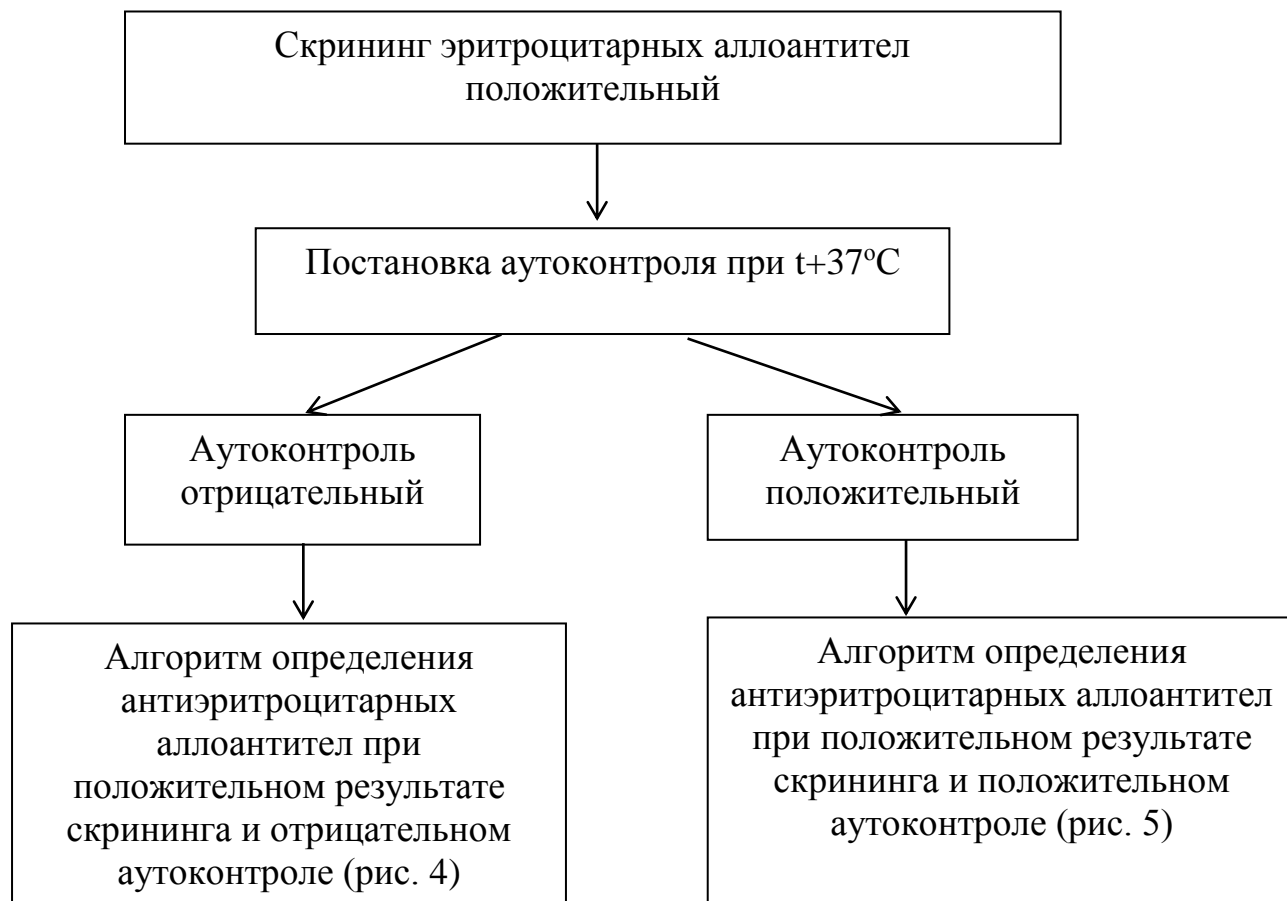 Скрининг эритроцитарных аллоантител
положительный
Постановка аутоконтроля при t+37ºС
Аутоконтроль
отрицательный
Аутоконтроль
положительный
Алгоритм определения
антиэритроцитарных
аллоантител при
положительном результате
скрининга и отрицательном
аутоконтроле (рис. 4)
Алгоритм определения
антиэритроцитарных аллоантител
при положительном результате
скрининга и положительном
аутоконтроле (рис. 5)